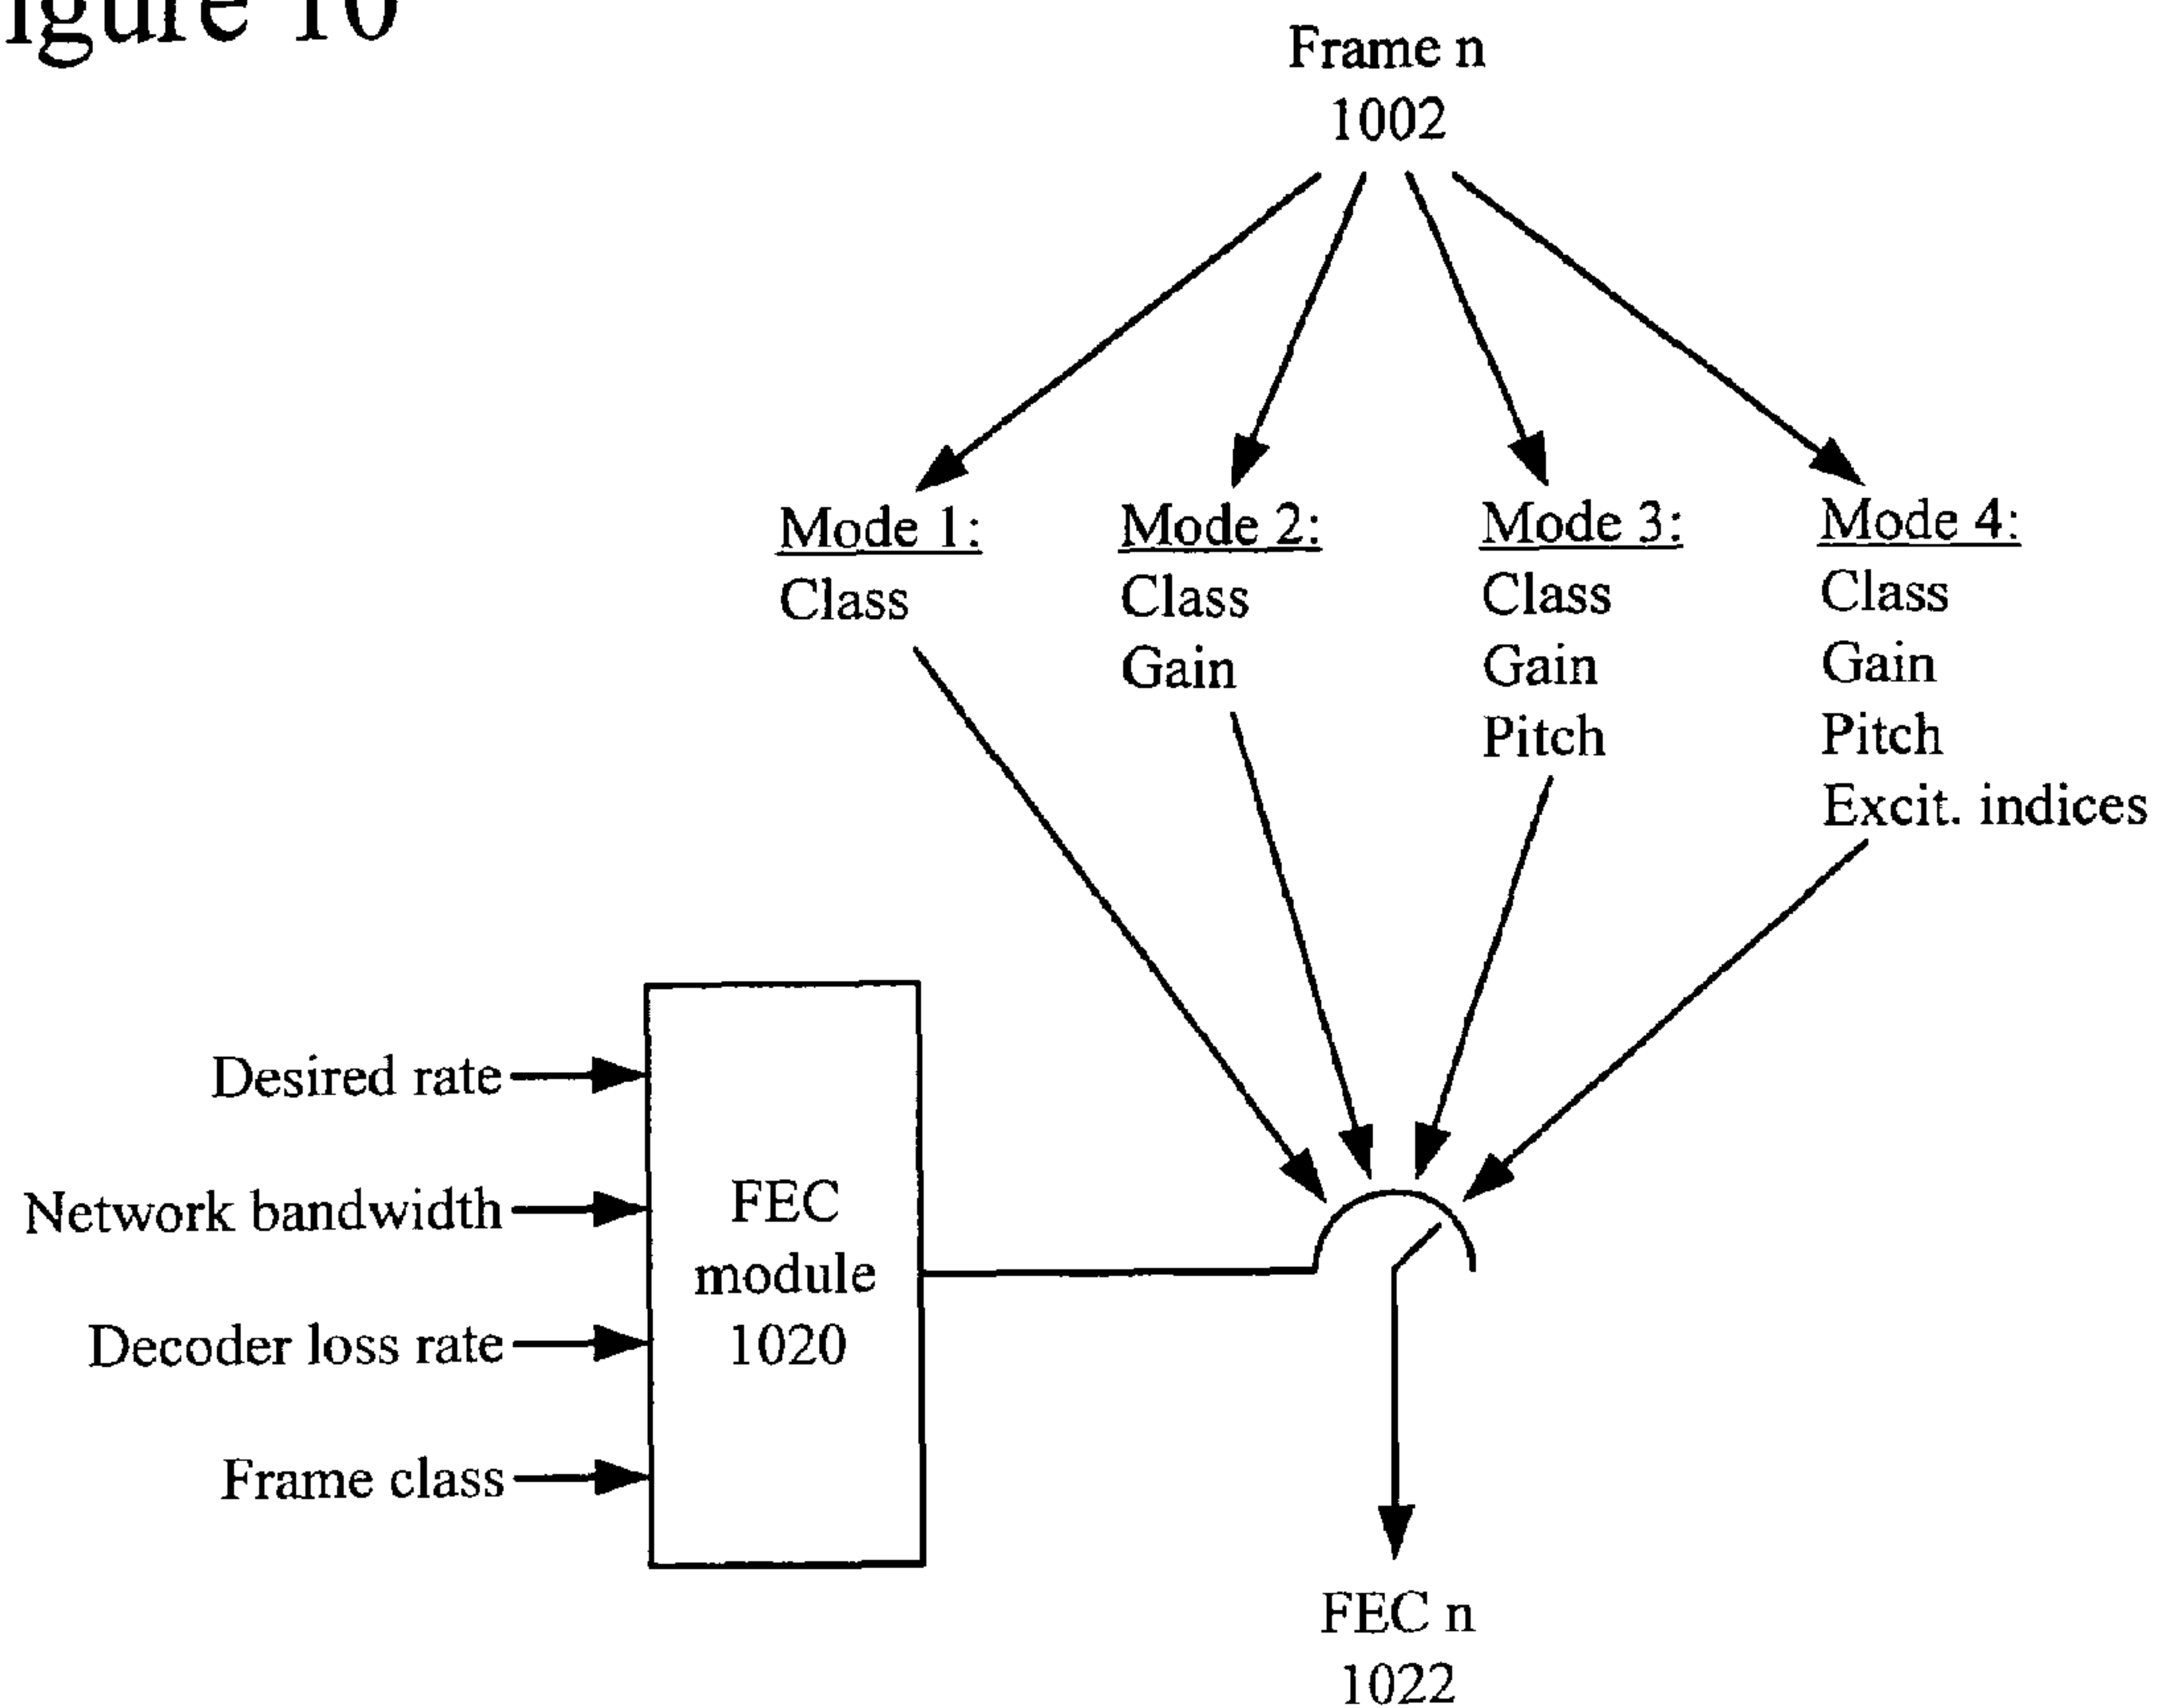 igure 10
Frame n
1002
Mode 1:
Class
Mode 2:
Class
Gain
Mode 3:
Class
Gain
Pitch
Mode 4:
Class
Gain
Pitch
Excit. indices
Desired rate
Network bandwidth
Decoder loss rate
Frame class
FEC
module
1020
FEC n
1022